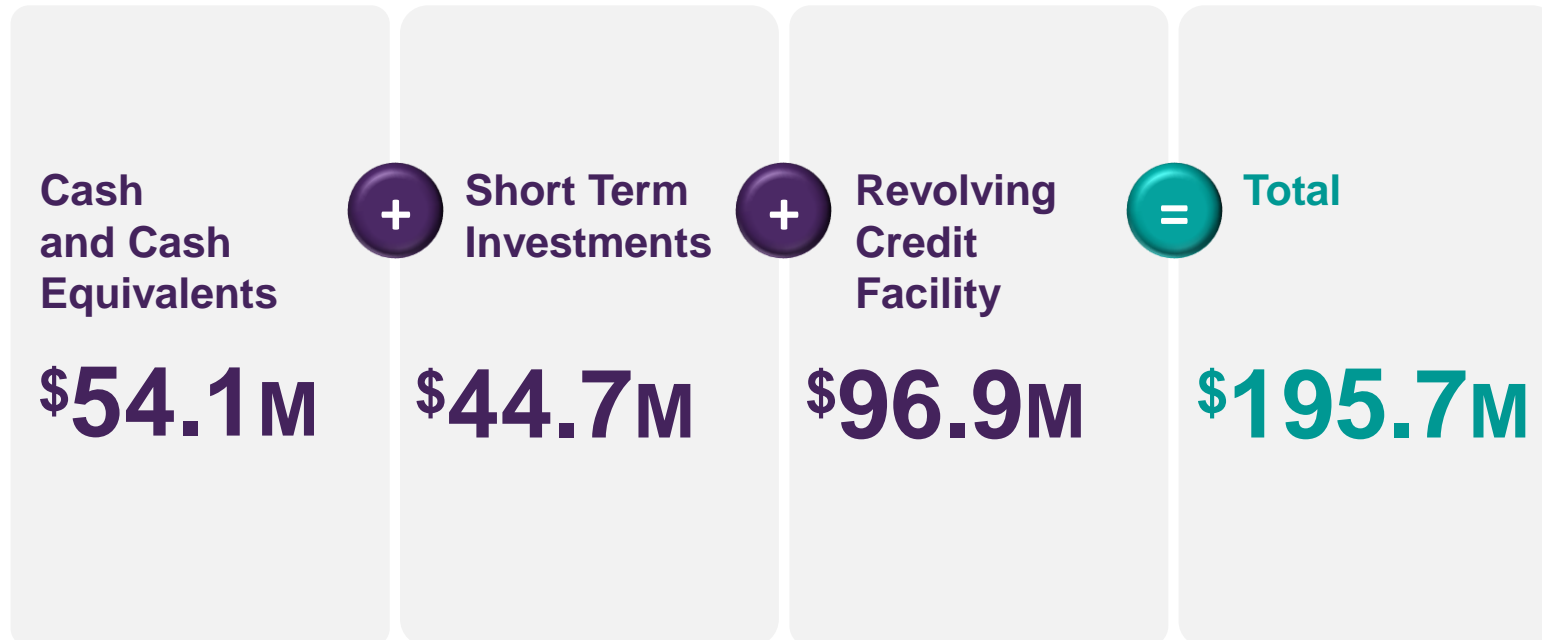 Cash
and Cash
Equivalents
$54.1M
+
Short Term
Investments
$44.7M
+
Revolving
Credit
Facility
$96.9M
=
Total
$195.7M